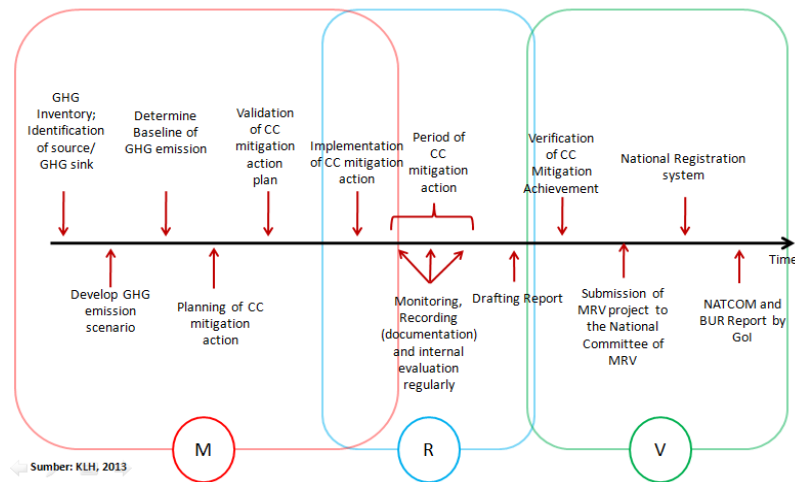 GHG
Inventory;
Identification
of source/
GHG sink
Determine
Baseline of
GHG emission
Validation
of CC
mitigation
action
plan
Implementation
of CC mitigation
action
Period of
CC
mitigation
action
Verification
of CC
Mitigation
Achievement
National Registration
system
Time
Develop GHG
emission
scenario
Planning of CC
mitigation
action
Monitoring,
Recording
(documentation)
and internal
evaluation
regularly
Drafting Report
Submission of
MRV project to
the National
Committee of
MRV
NATCOM and
BUR Report by
GoI
M
R
V
Sumber: KLH, 2013